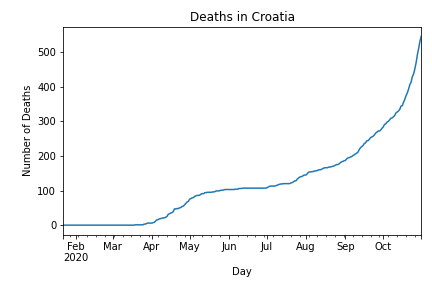 Deaths in Croatia
Number of Deaths
500
400
300
200
100
0
Feb Mar Apr May Jun Jul Aug Sep Oct
2020
Day